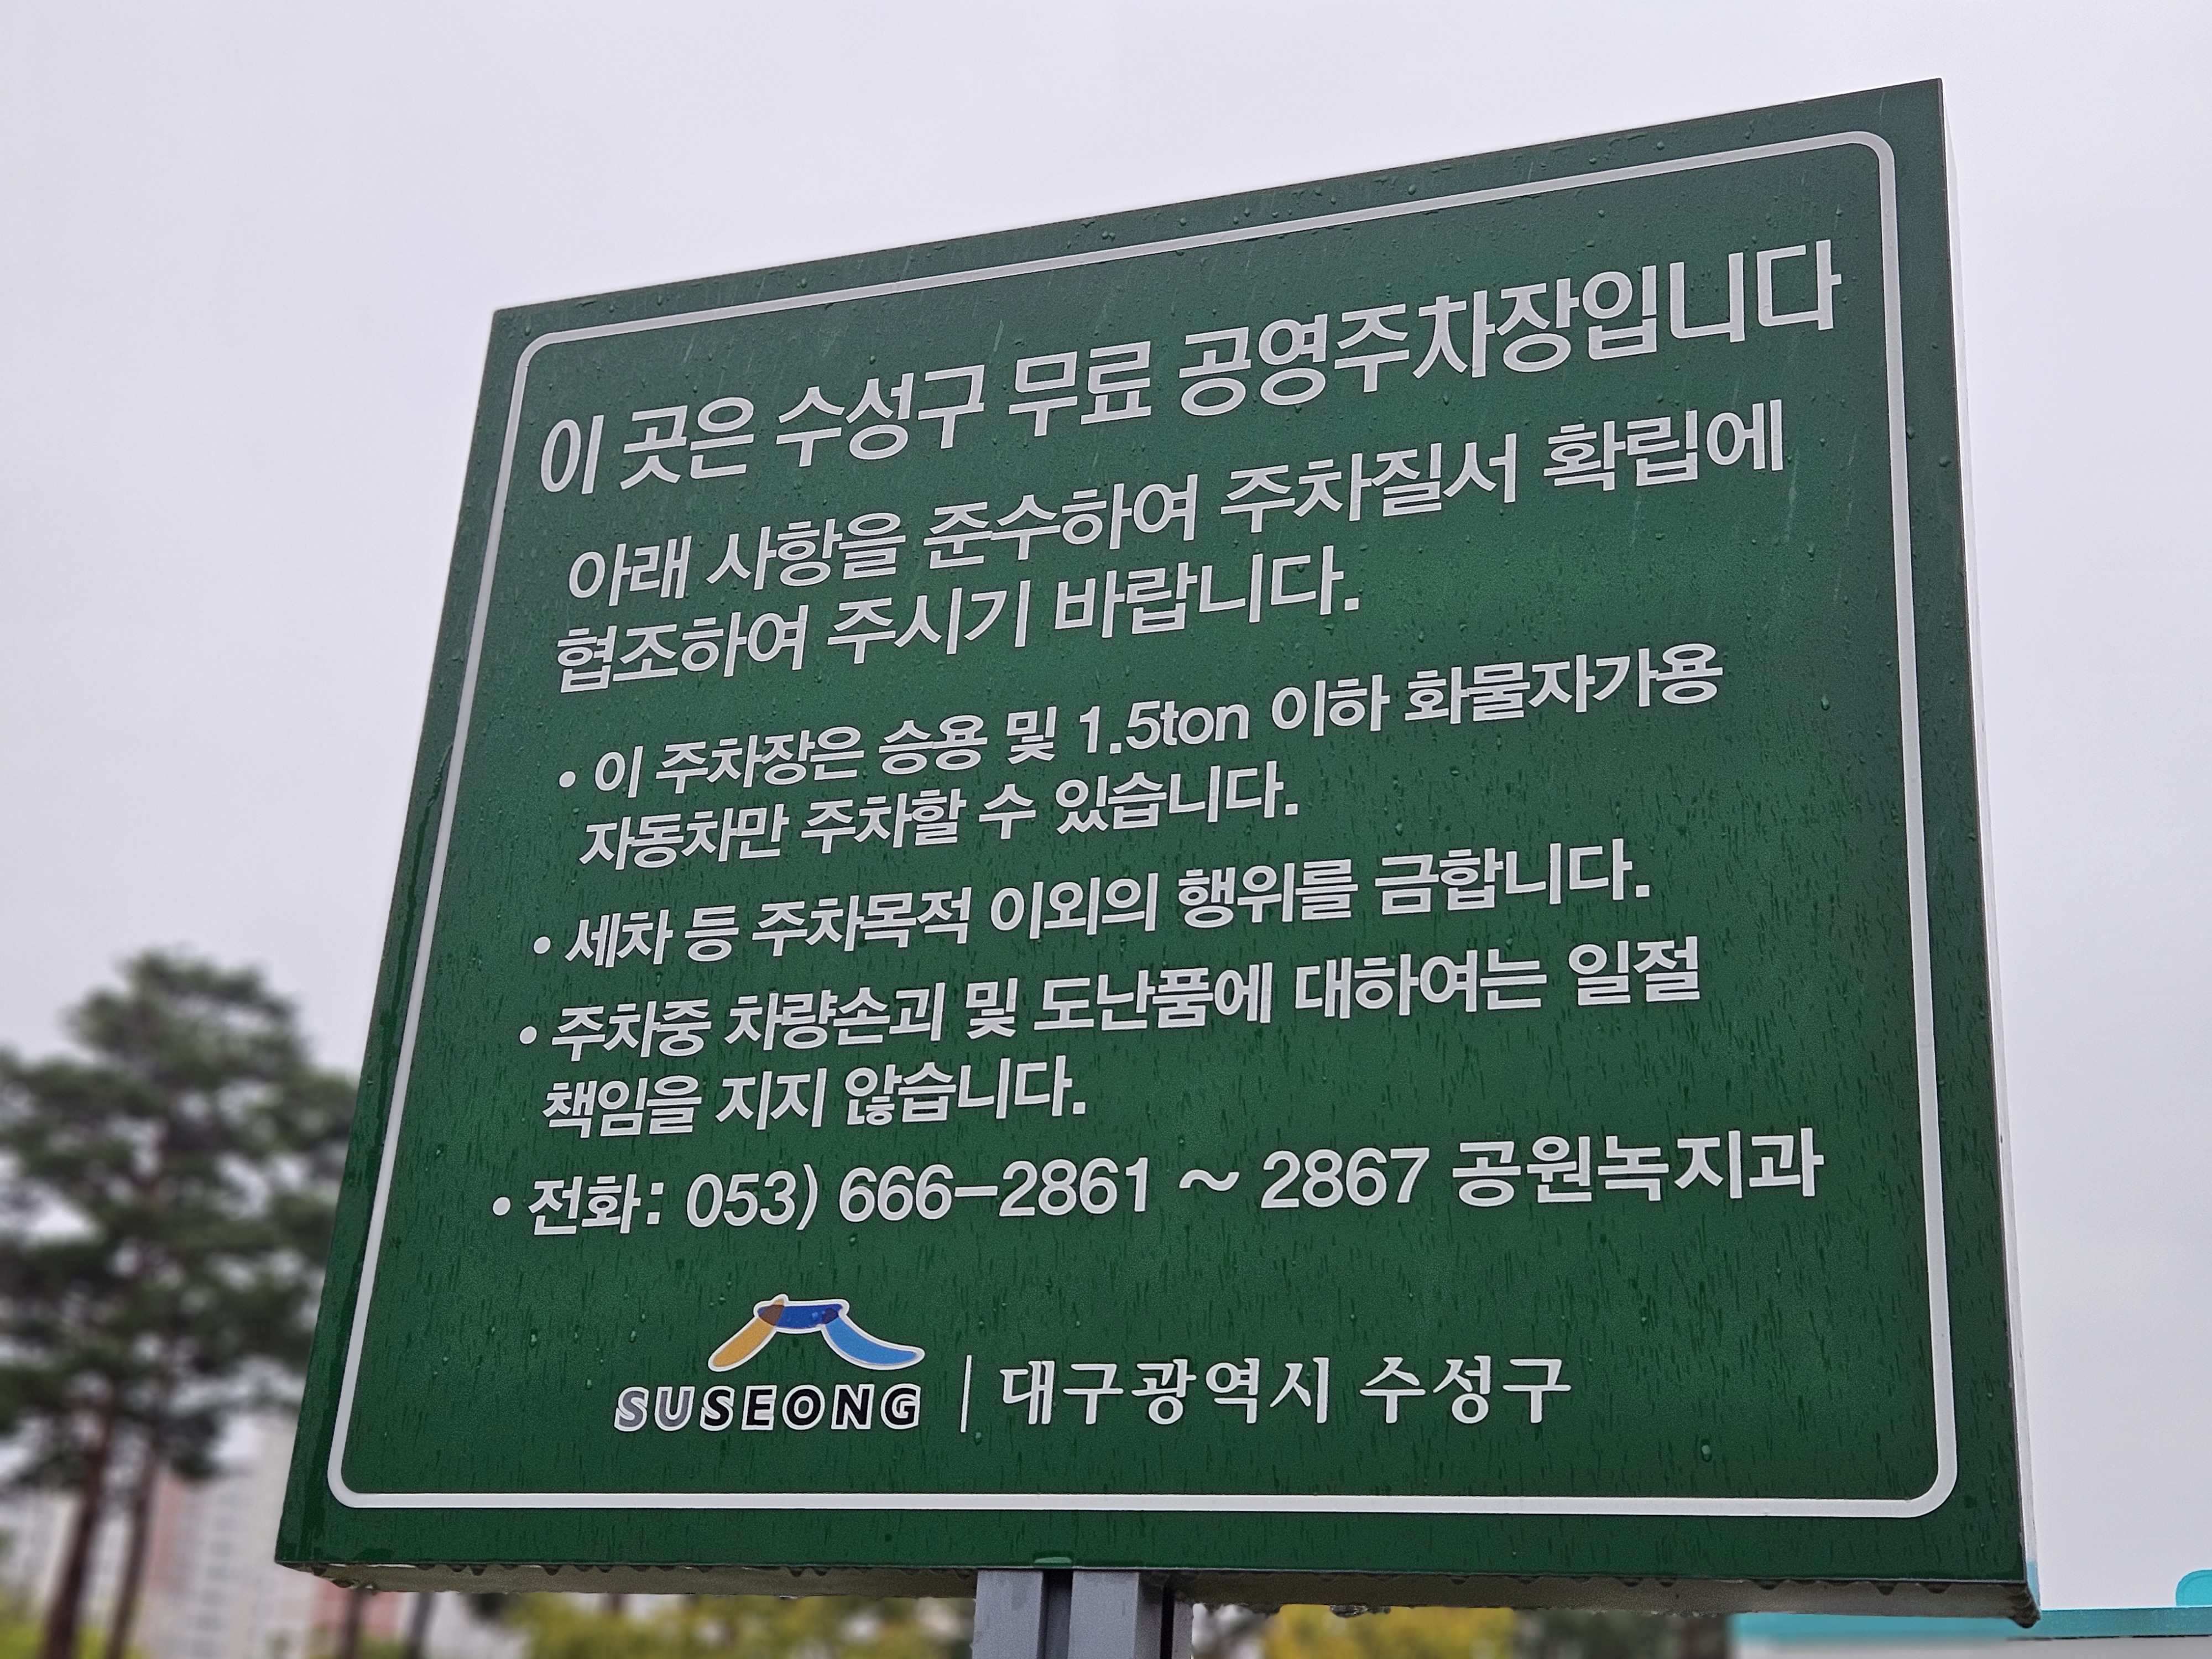 이 곳은 수성구 무료 공영주차장입니다
아래 사항을 준수하여 주차질서 확립에
협조하여 주시기 바랍니다.
• 이 주차장은 승용 및 1.5ton 이하 화물자가용
자동차만 주차할 수 있습니다.
• 세차 등 주차목적 이외의 행위를 금합니다.
• 주차중 차량손괴 및 도난품에 대하여는 일절
책임을 지지 않습니다.
• 전화: 053) 666-2861 ~ 2867 공원녹지과
SUSEONG | 대구광역시 수성구